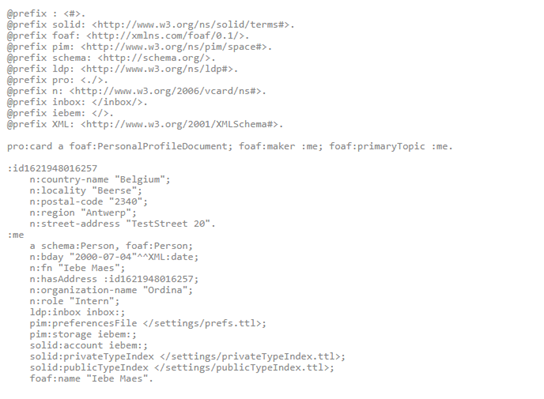 @prefix : <#>.
@prefix solid: <http://www.w3.org/ns/solid/terms#>.
@prefix foaf: <http://xmlns.com/foaf/0.1/>.
@prefix pim: <http://www.w3.org/ns/pim/space#>.
@prefix schema: <http://schema.org/>.
@prefix ldp: <http://www.w3.org/ns/ldp#>.
@prefix pro: <./>.
@prefix n: <http://www.w3.org/2006/vcard/ns#>.
@prefix inbox: </inbox/>.
@prefix iebem: </>.
@prefix XML: <http://www.w3.org/2001/XMLSchema#>.

pro:card a foaf:PersonalProfileDocument; foaf:maker :me; foaf:primaryTopic :me.

:id1621948016257
    n:country-name "Belgium";
    n:locality "Beerse";
    n:postal-code "2340";
    n:region "Antwerp";
    n:street-address "TestStreet 20".
:me
    a schema:Person, foaf:Person;
    n:bday "2000-07-04"^^XML:date;
    n:fn "Iebe Maes";
    n:hasAddress :id1621948016257;
    n:organization-name "Ordina";
    n:role "Intern";
    ldp:inbox inbox:;
    pim:preferencesFile </settings/prefs.ttl>;
    pim:storage iebem:;
    solid:account iebem:;
    solid:privateTypeIndex </settings/privateTypeIndex.ttl>;
    solid:publicTypeIndex </settings/publicTypeIndex.ttl>;
    foaf:name "Iebe Maes".